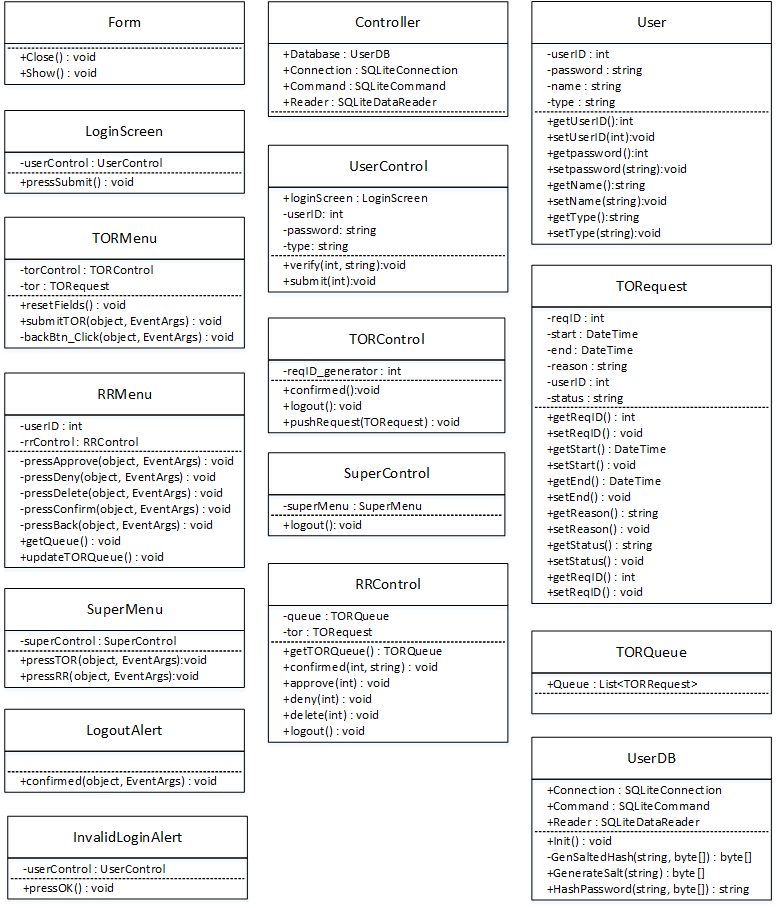 Form
+Close() : void
+Show() : void
LoginScreen
-userControl : UserControl
+pressSubmit() : void
TORMenu
-torControl : TORControl
-tor : TORequest
+resetFields() : void
+submitTOR(object, EventArgs) : void
-backBtn_Click(object, EventArgs) : void
RRMenu
-userID : int
-rrControl : RRControl
-pressApprove(object, EventArgs) : void
-pressDeny(object, EventArgs) : void
-pressDelete(object, EventArgs) : void
-pressConfirm(object, EventArgs) : void
-pressBack(object, EventArgs) : void
+getQueue() : void
+updateTORQueue() : void
SuperMenu
-superControl : SuperControl
+pressTOR(object, EventArgs):void
+pressRR(object, EventArgs):void
LogoutAlert
+confirmed(object, EventArgs) : void
InvalidLoginAlert
-userControl : UserControl
+pressOK() : void
Controller
+Database : UserDB
+Connection : SQLiteConnection
+Command : SQLiteCommand
+Reader : SQLiteDataReader
UserControl
+loginScreen : LoginScreen
-userID: int
-password: string
-type: string
+verify(int, string):void
+submit(int):void
TORControl
-reqID_generator : int
+confirmed():void
+logout(): void
+pushRequest(TORequest) : void
SuperControl
-superMenu : SuperMenu
+logout(): void
RRControl
-queue : TORQueue
-tor : TORequest
+getTORQueue() : TORQueue
+confirmed(int, string) : void
+approve(int) : void
+deny(int) : void
+delete(int) : void
+logout() : void
User
-userID : int
-password : string
-name : string
-type : string
+getUserID():int
+setUserID(int):void
+getpassword():int
+setpassword(string):void
+getName():string
+setName(string):void
+getType():string
+setType(string):void
TORequest
-reqID : int
-start : DateTime
-end : DateTime
-reason : string
-userID : int
-status : string
+getReqID() : int
+setReqID() : void
+getStart() : DateTime
+setStart() : void
+getEnd() : DateTime
+setEnd() : void
+getReason() : string
+setReason() : void
+getStatus() : string
+setStatus() : void
+getReqID() : int
+setReqID() : void
TORQueue
+Queue : List<TORRequest>
UserDB
+Connection : SQLiteConnection
+Command : SQLiteCommand
+Reader : SQLiteDataReader
+Init() : void
-GenSaltedHash(string, byte[]) : byte[]
+GenerateSalt(string) : byte[]
+HashPassword(string, byte[]) : string